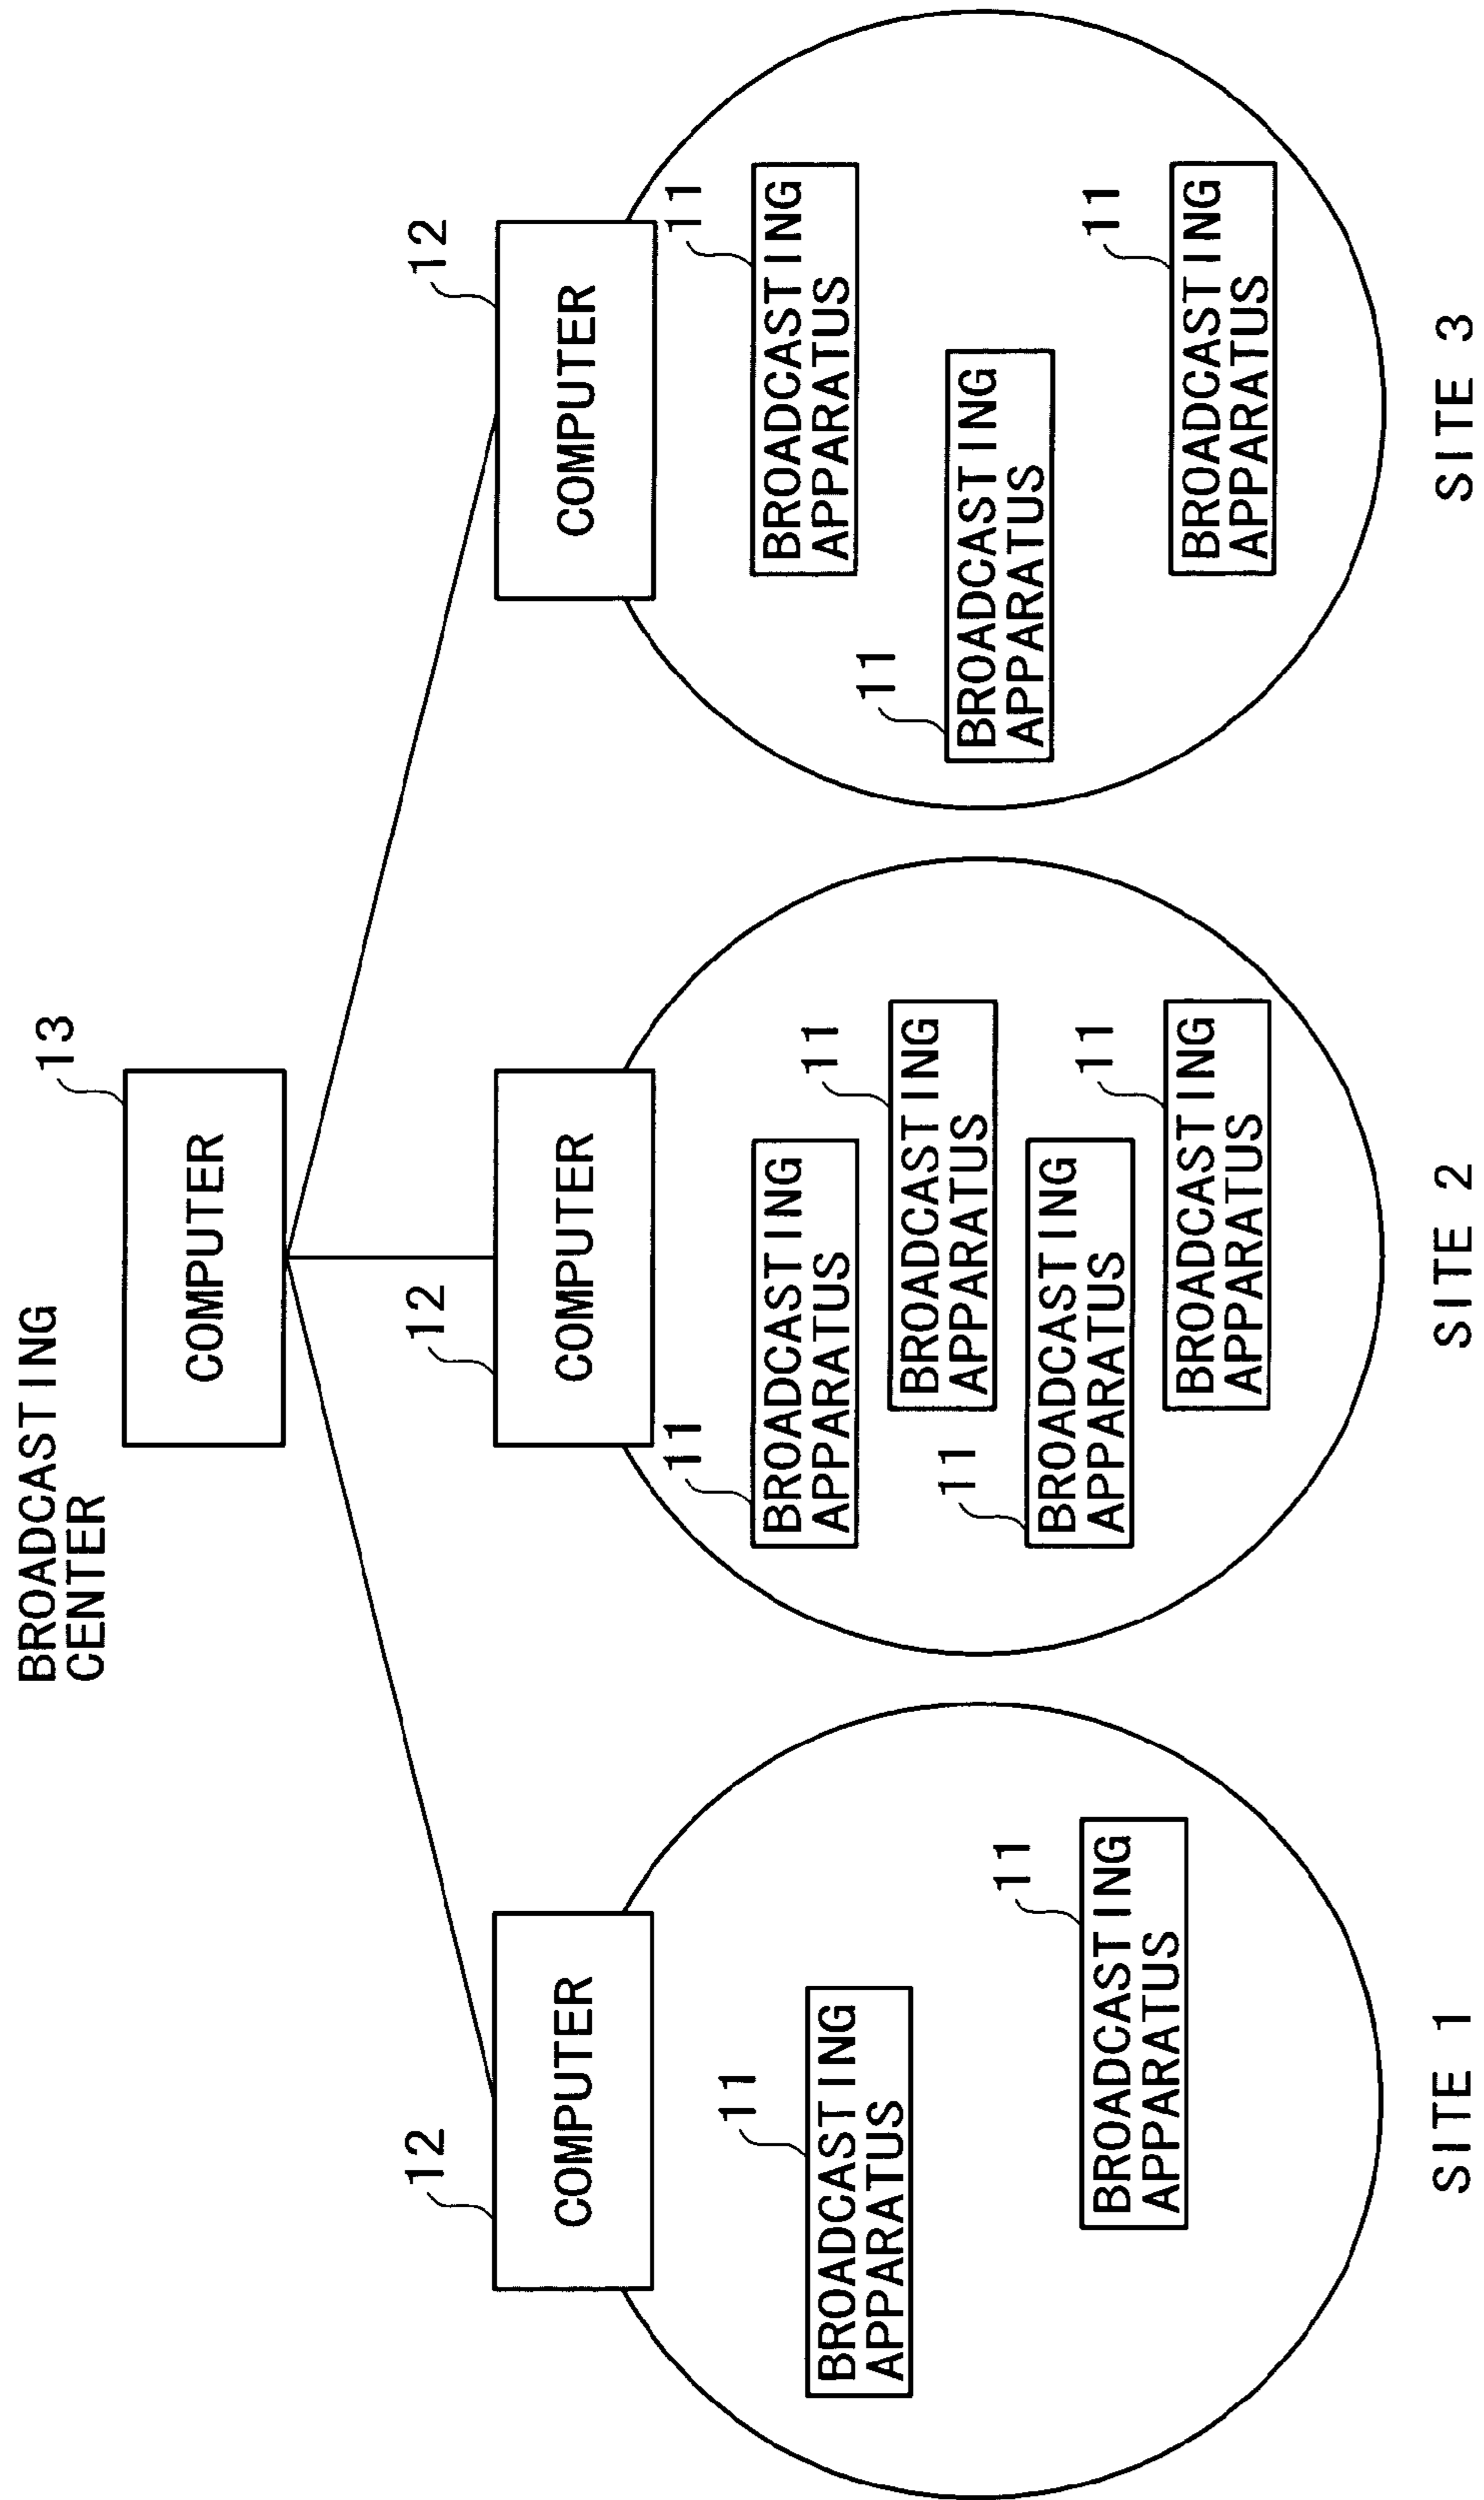 BROADCASTING
CENTER
13
COMPUTER
12
COMPUTER
11
BROADCASTING
APPARATUS
11
BROADCASTING
APPARATUS
SITE 1
12
COMPUTER
11
BROADCASTING
APPARATUS
11
BROADCASTING
APPARATUS
11
BROADCASTING
APPARATUS
11
BROADCASTING
APPARATUS
SITE 2
12
COMPUTER
11
BROADCASTING
APPARATUS
11
BROADCASTING
APPARATUS
11
BROADCASTING
APPARATUS
SITE 3